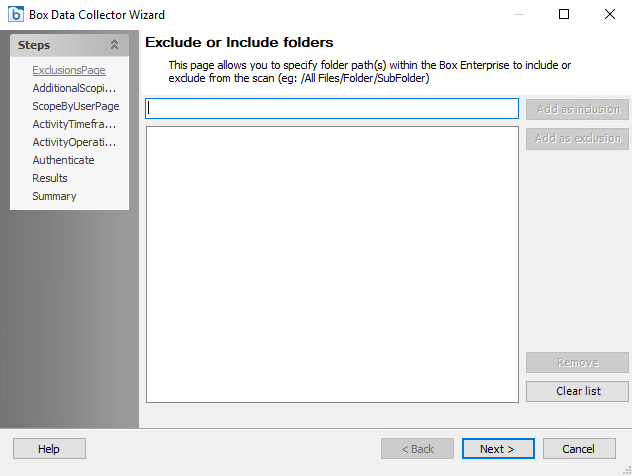 Box Data Collector Wizard
Steps
ExclusionsPage
AdditionalScopi...
ScopeByUserPage
ActivityTimefra...
ActivityOperati...
Authenticate
Results
Summary
Exclude or Include folders
This page allows you to specify folder path(s) within the Box Enterprise to include or
exclude from the scan (eg: /All Files/Folder/SubFolder)
Add as inclusion
Add as exclusion
Remove
Clear list
Help
< Back
Next >
Cancel